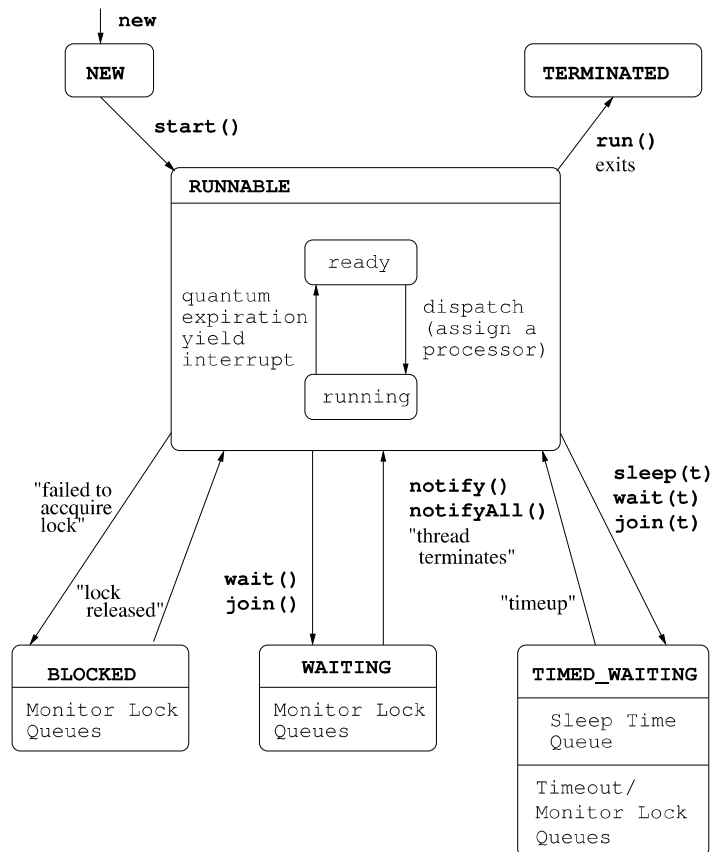 new
NEW
TERMINATED
start()
run()
exits
RUNNABLE
ready
quantum
expiration
yield
interrupt
dispatch
(assign a
processor)
running
"failed to
accquire
lock"
"lock
released"
wait()
join()
notify()
notifyAll()
"thread
terminates"
"timeup"
sleep(t)
wait(t)
join(t)
BLOCKED
Monitor Lock
Queues
WAITING
Monitor Lock
Queues
TIMED_WAITING
Sleep Time
Queue
Timeout/
Monitor Lock
Queues